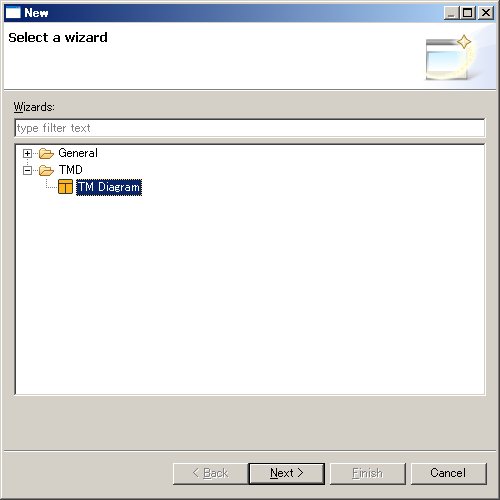 New
Select a wizard
Wizards:
type filter text
General
TMD
TM Diagram
< Back
Next >
Finish
Cancel